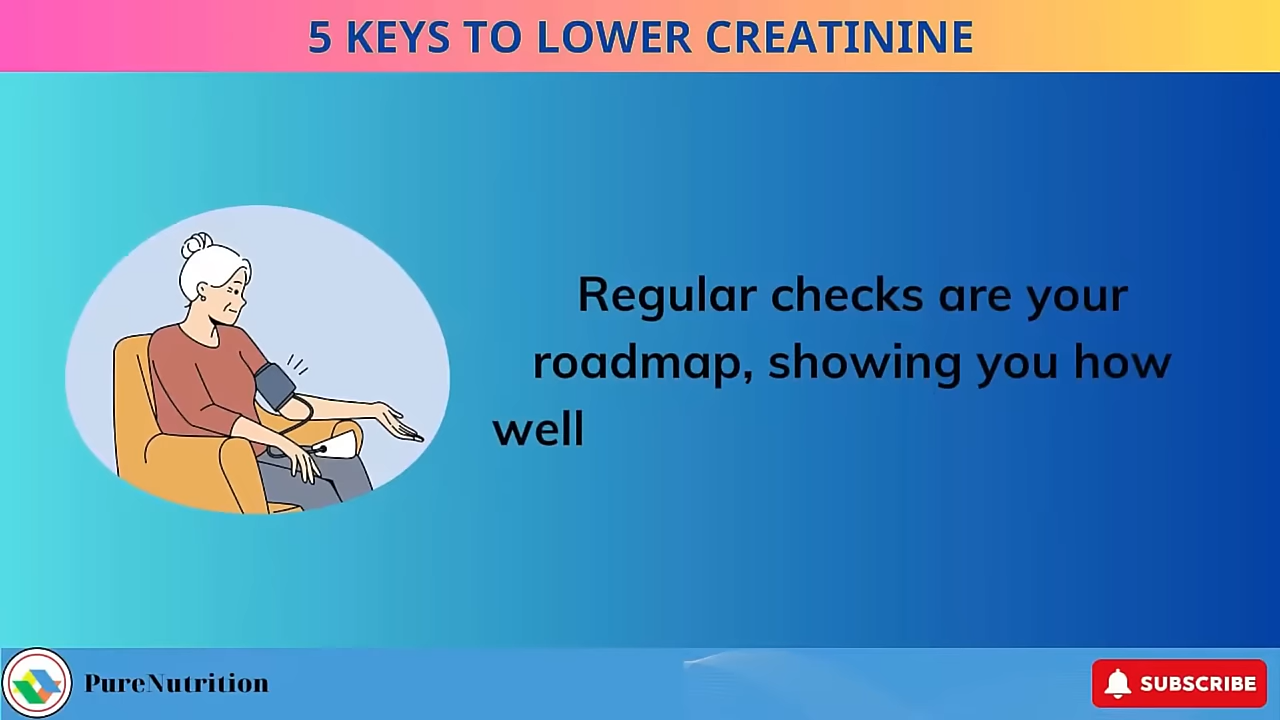 5 KEYS TO LOWER CREATININE
Regular checks are your
roadmap, showing you how
well
PureNutrition
SUBSCRIBE